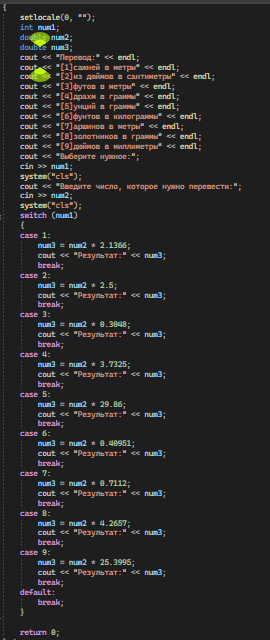 {
setlocale(0, "");
int num1;
double num2;
double num3;
cout << "Перевод:" << endl;
cout << "[1]сажней в метры" << endl;
cout << "[2]из дюймов в сантиметры" << endl;
cout << "[3]футов в метры" << endl;
cout << "[4]драхм в граммы" << endl;
cout << "[5]унций в граммы" << endl;
cout << "[6]фунтов в килограммы" << endl;
cout << "[7]аршинов в метры" << endl;
cout << "[8]золотников в граммы" << endl;
cout << "[9]дюймов в миллиметры" << endl;
cout << "Выберите нужное:";
cin >> num1;
system("cls");
cout << "Введите число, которое нужно перевести:";
cin >> num2;
system("cls");
switch (num1)
{
case 1:
num3 = num2 * 2.1366;
cout << "Результат:" << num3;
break;
case 2:
num3 = num2 * 2.5;
cout << "Результат:" << num3;
break;
case 3:
num3 = num2 * 0.3048;
cout << "Результат:" << num3;
break;
case 4:
num3 = num2 * 3.7325;
cout << "Результат:" << num3;
break;
case 5:
num3 = num2 * 29.86;
cout << "Результат:" << num3;
break;
case 6:
num3 = num2 * 0.40951;
cout << "Результат:" << num3;
break;
case 7:
num3 = num2 * 0.7112;
cout << "Результат:" << num3;
break;
case 8:
num3 = num2 * 4.2657;
cout << "Результат:" << num3;
break;
case 9:
num3 = num2 * 25.3995;
cout << "Результат:" << num3;
break;
default:
break;
}
return 0;